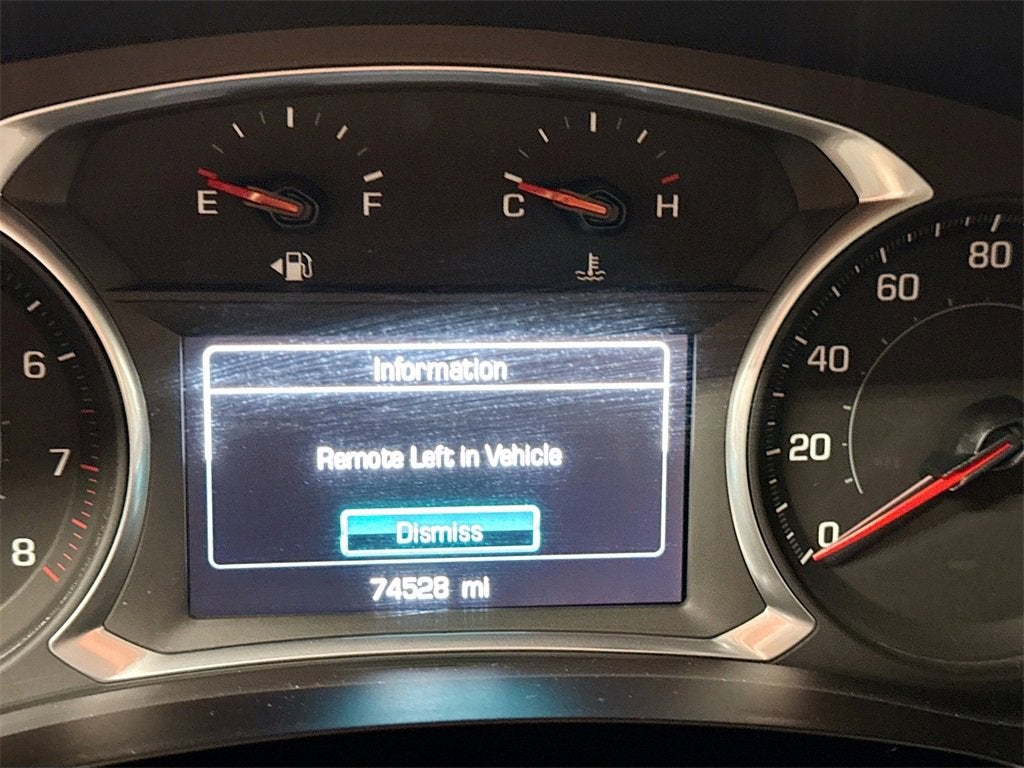 E F
C H
6
7
8
80
60
40
20
0
Information
Remote Left in Vehicle
Dismiss
74528 mi